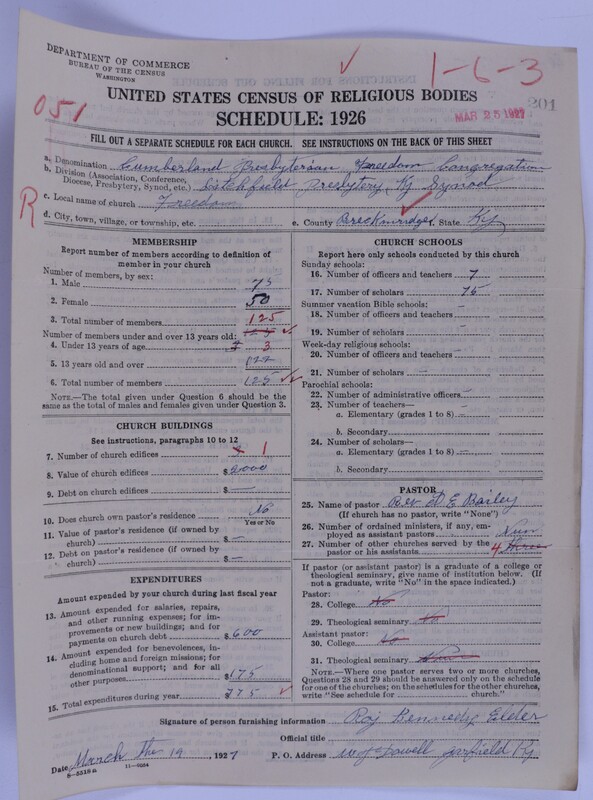 DEPARTMENT OF COMMERCE
BUREAU OF THE CENSUS
WASHINGTON
1-6-3
201
MAR 25 1927
051
UNITED STATES CENSUS OF RELIGIOUS BODIES
SCHEDULE: 1926
FILL OUT A SEPARATE SCHEDULE FOR EACH CHURCH. SEE INSTRUCTIONS ON THE BACK OF THIS SHEET
a. Denomination Cumberland Presbyterian Freedom Congregation
b. Division (Association, Conference, Diocese, Presbytery, Synod, etc.) Litchfield Presbytery, Ky Synod
R
c. Local name of church Freedom
d. City, town, village, or township, etc.
e. County Breckinridge f. State Ky
MEMBERSHIP
Report number of members according to definition of
member in your church
Number of members, by sex:
1. Male 75
2. Female 50
3. Total number of members 125
Number of members under and over 13 years old:
4. Under 13 years of age 3
5. 13 years old and over 122
6. Total number of members 125
NOTE.—The total given under Question 6 should be the
same as the total of males and females given under Question 3.
CHURCH BUILDINGS
See instructions, paragraphs 10 to 12
7. Number of church edifices 1
8. Value of church edifices $2000
9. Debt on church edifices $—
10. Does church own pastor's residence? No
Yes or No
11. Value of pastor's residence (if owned by
church) $—
12. Debt on pastor's residence (if owned by
church) $—
EXPENDITURES
Amount expended by your church during last fiscal year
13. Amount expended for salaries, repairs,
and other running expenses; for im-
provements or new buildings; and for
payments on church debt $600
14. Amount expended for benevolences, in-
cluding home and foreign missions; for
denominational support; and for all
other purposes $175
15. Total expenditures during year $775
CHURCH SCHOOLS
Report here only schools conducted by this church
Sunday schools:
16. Number of officers and teachers 7
17. Number of scholars 75
Summer vacation Bible schools:
18. Number of officers and teachers —
19. Number of scholars —
Week-day religious schools:
20. Number of officers and teachers —
21. Number of scholars —
Parochial schools:
22. Number of administrative officers —
23. Number of teachers—
a. Elementary (grades 1 to 8) —
b. Secondary
24. Number of scholars—
a. Elementary (grades 1 to 8) —
b. Secondary
PASTOR
25. Name of pastor Rev E Bailey
(If church has no pastor, write "None")
26. Number of ordained ministers, if any, em-
ployed as assistant pastors
27. Number of other churches served by the
pastor or his assistants 4 three
If pastor (or assistant pastor) is a graduate of a college or
theological seminary, give name of institution below. (If
not a graduate, write "No" in the space indicated.)
Pastor:
28. College No
29. Theological seminary No
Assistant pastor:
30. College No
31. Theological seminary
NOTE.—Where one pastor serves two or more churches,
Questions 28 and 29 should be answered only on the schedule
for one of the churches; on the schedules for the other churches,
write "See schedule for church."
Signature of person furnishing information Roy Elder
Official title
Date March the 19, 1927
P. O. Address McDowell Garfield Ky
8-5518 a
11-9024